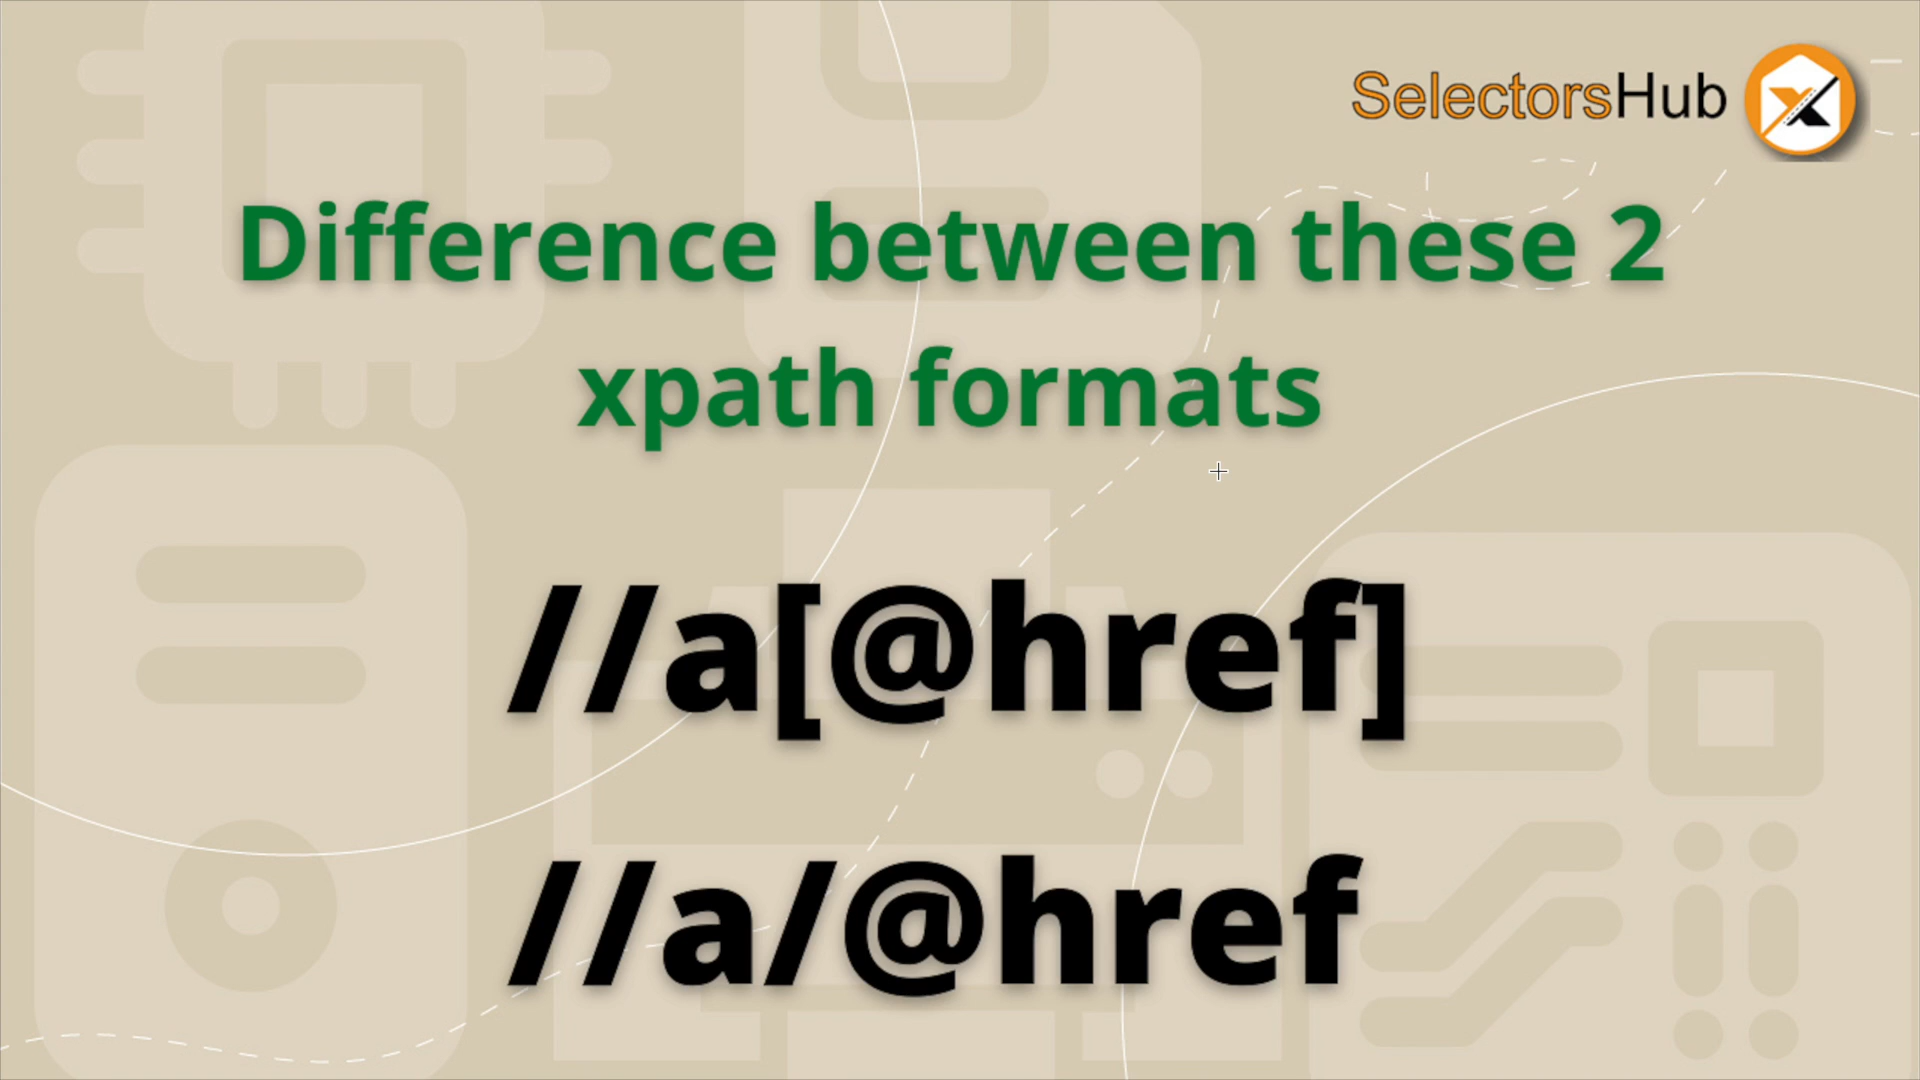 SelectorsHub
Difference between these 2
xpath formats
//a[@href]
//a/@href